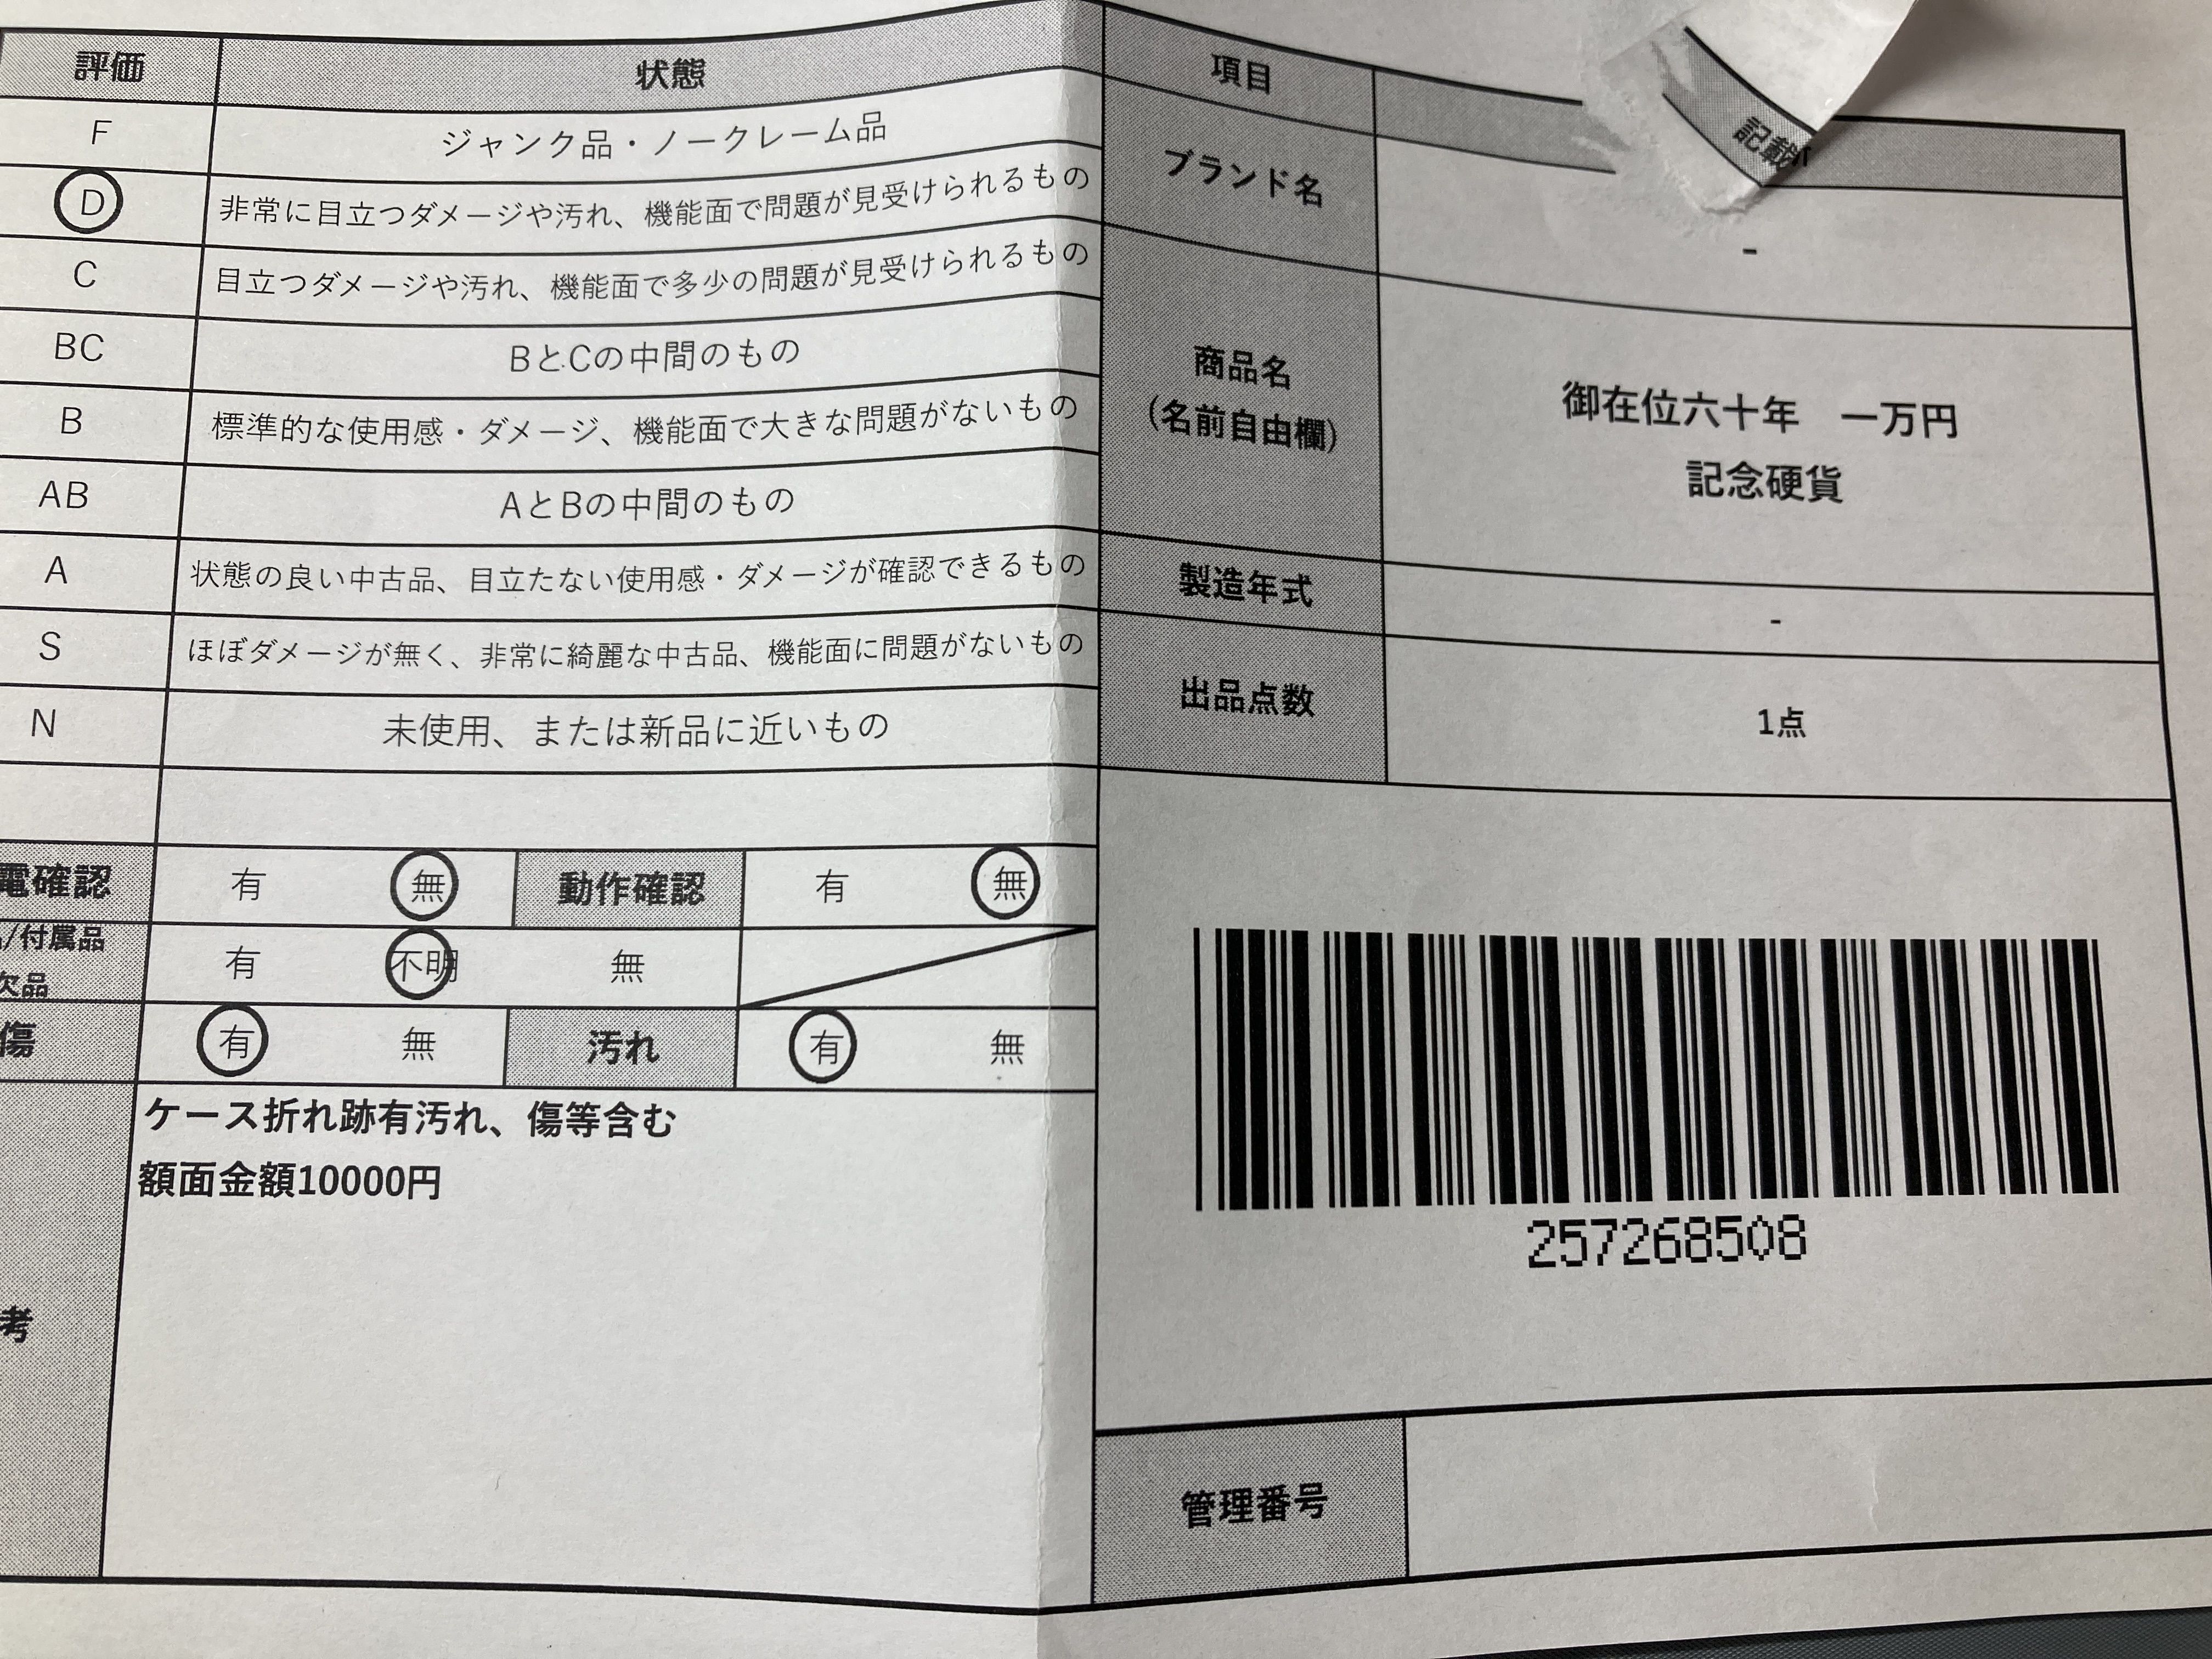 評価 状態
F ジャンク品・ノークレーム品
D 非常に目立つダメージや汚れ、機能面で問題が見受けられるもの
C 目立つダメージや汚れ、機能面で多少の問題が見受けられるもの
BC BとCの中間のもの
B 標準的な使用感・ダメージ、機能面で大きな問題がないもの
AB AとBの中間のもの
A 状態の良い中古品、目立たない使用感・ダメージが確認できるもの
S ほぼダメージが無く、非常に綺麗な中古品、機能面に問題がないもの
N 未使用、または新品に近いもの
電確認 有 無 動作確認 有 無
/付属品 有 不明 無
欠品
傷 有 無 汚れ 有 無
考
ケース折れ跡有汚れ、傷等含む
額面金額10000円
項目 記載
ブランド名 -
商品名
(名前自由欄)
御在位六十年 一万円
記念硬貨
製造年式 -
出品点数 1点
257268508
管理番号